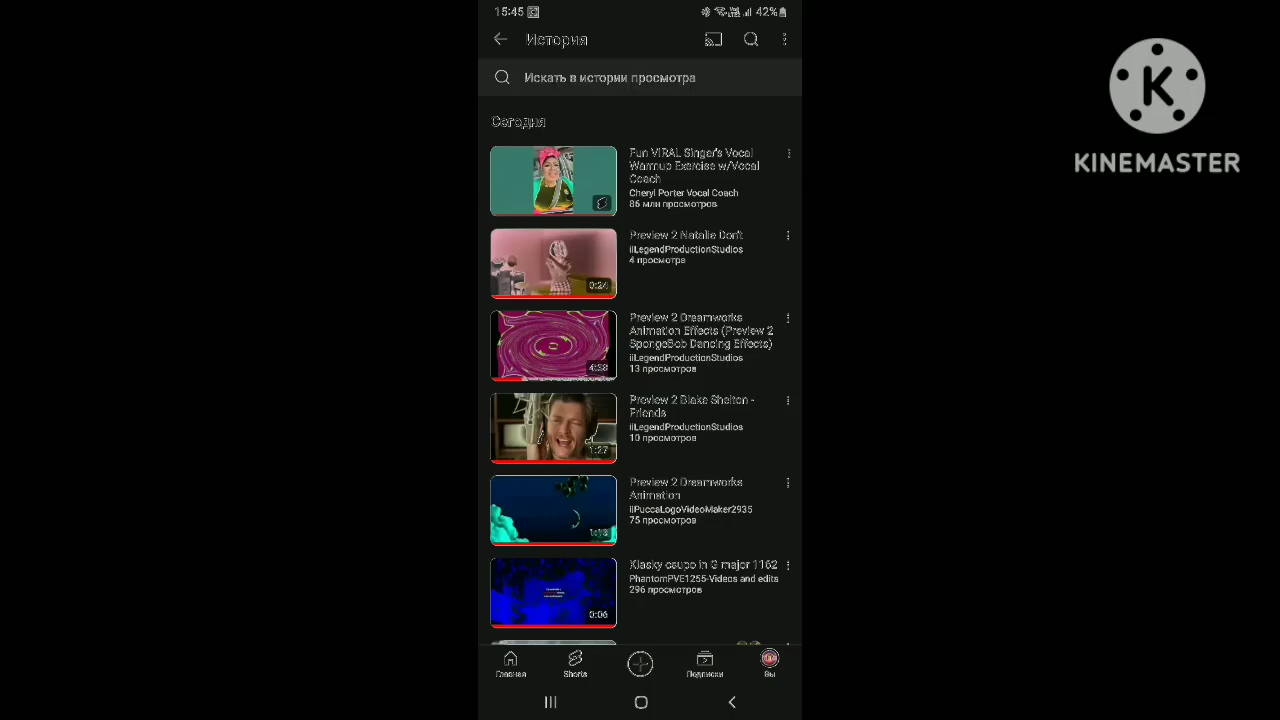 15:45
42%
История
Искать в истории просмотра
Сегодня
Fun VIRAL Singer's Vocal
Warmup Exercise w/Vocal
Coach
Cheryl Porter Vocal Coach
86 млн просмотров
Preview 2 Natalie Don't
iiLegendProductionStudios
4 просмотра
0:24
Preview 2 Dreamworks
Animation Effects (Preview 2
SpongeBob Dancing Effects)
iiLegendProductionStudios
13 просмотров
4:38
Preview 2 Blake Shelton -
Friends
iiLegendProductionStudios
10 просмотров
1:27
Preview 2 Dreamworks
Animation
iiPuccaLogoVideoMaker2935
75 просмотров
1:13
Klasky csupo in G major 1162
PhantomPVE1255-Videos and edits
296 просмотров
0:06
Главная
Shorts
Подписки
Вы
K
KINEMASTER